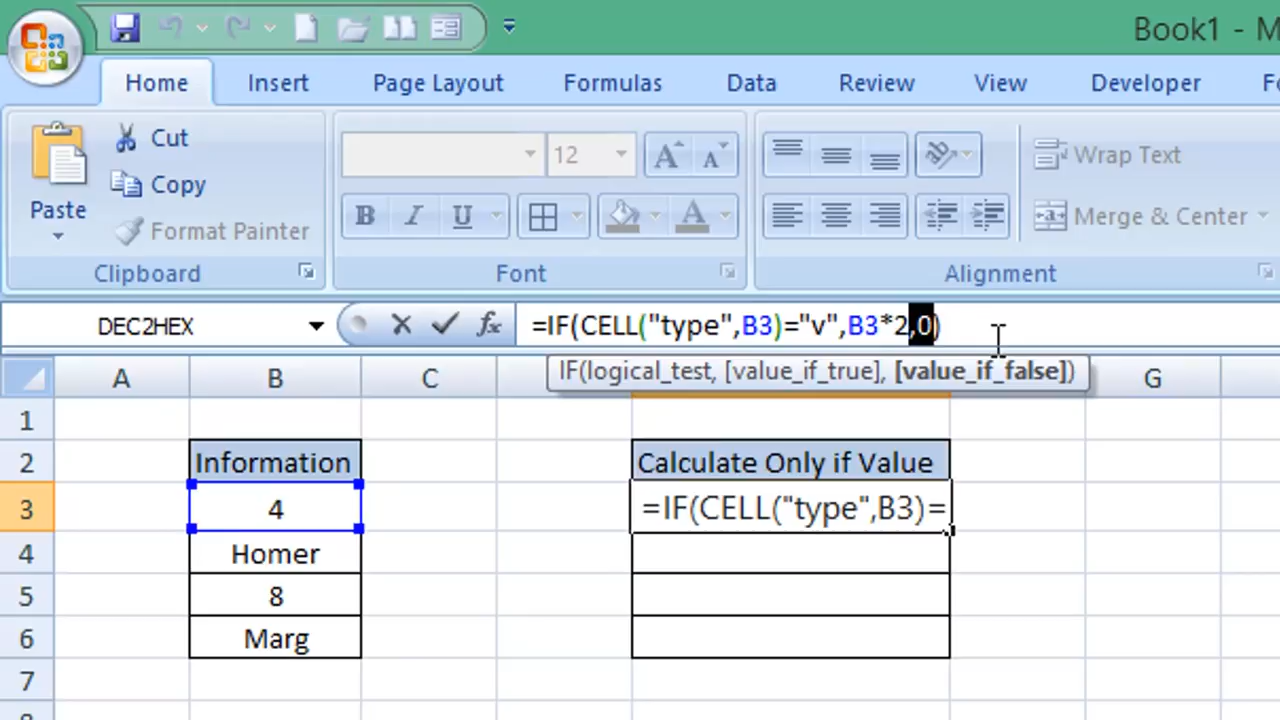 Book1 - M
Home Insert Page Layout Formulas Data Review View Developer F
Cut
Copy
Format Painter
Paste
12
B I U
A A A
Wrap Text
Merge & Center
Clipboard Font Alignment
DEC2HEX fx =IF(CELL("type",B3)="v",B3*2,0)
IF(logical_test, [value_if_true], [value_if_false])
A B C G
1
2 Information Calculate Only if Value
3 4 =IF(CELL("type",B3)=
4 Homer
5 8
6 Marg
7